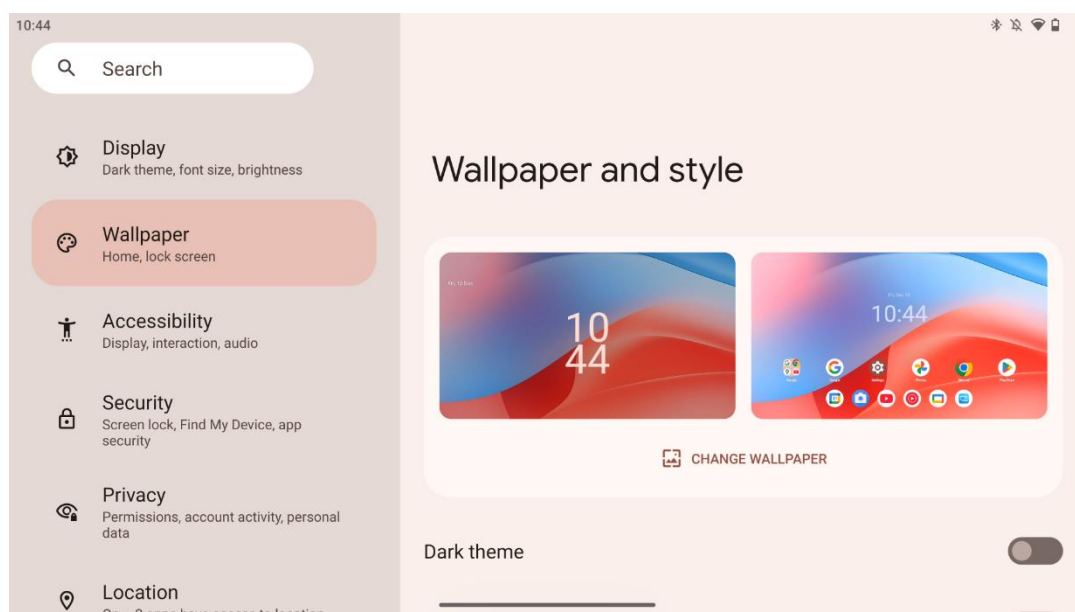 10:44
Search
Display
Dark theme, font size, brightness
Wallpaper
Home, lock screen
Accessibility
Display, interaction, audio
Security
Screen lock, Find My Device, app
security
Privacy
Permissions, account activity, personal
data
Location
Wallpaper and style
10
44
10:44
CHANGE WALLPAPER
Dark theme